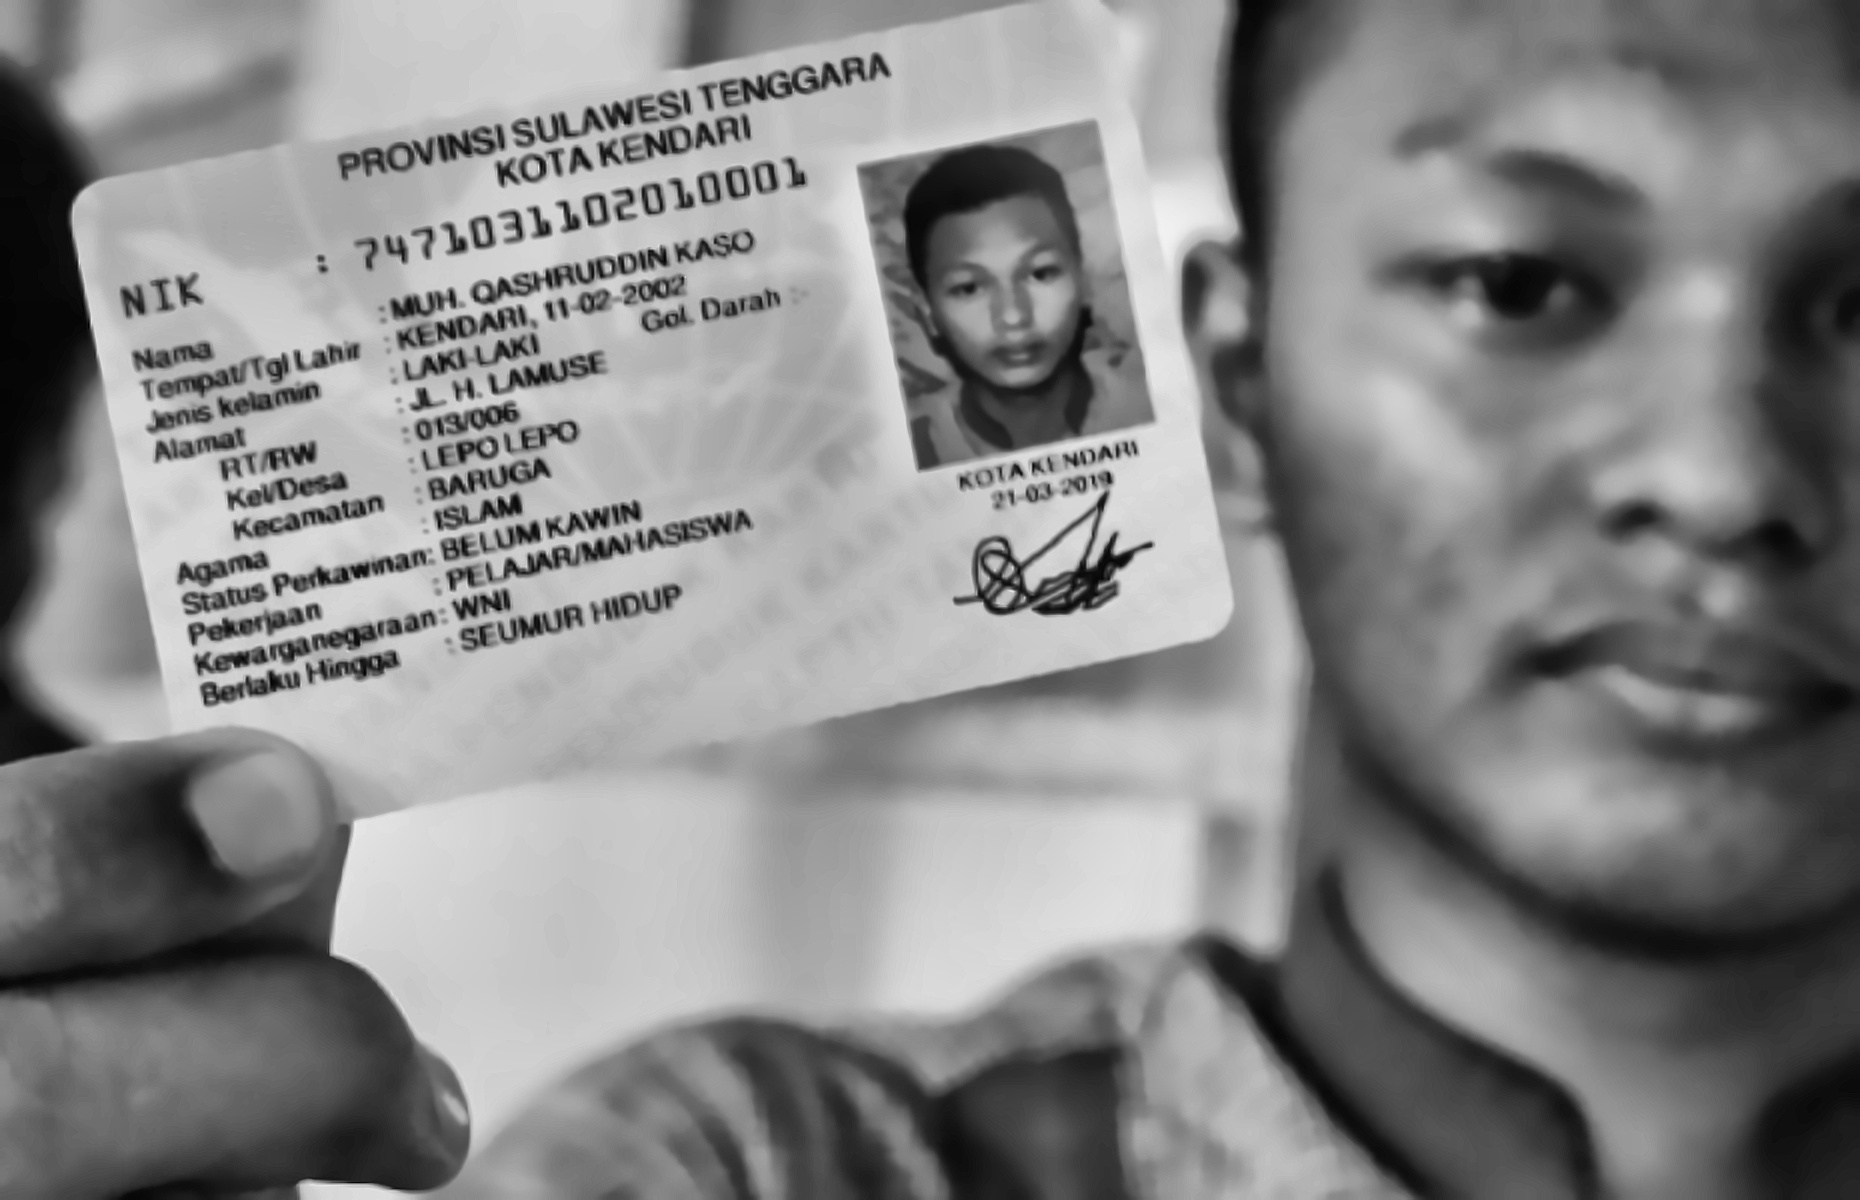 PROVINSI SULAWESI TENGGARA
KOTA KENDARI
NIK : 7471031102010001
Nama : MUH. QASHRUDDIN KASO
Tempat/Tgl Lahir : KENDARI, 11-02-2002
Jenis kelamin : LAKI-LAKI Gol. Darah :-
Alamat : JL. H. LAMUSE
RT/RW : 013/006
Kel/Desa : LEPO LEPO
Kecamatan : BARUGA
Agama : ISLAM
Status Perkawinan: BELUM KAWIN
Pekerjaan : PELAJAR/MAHASISWA
Kewarganegaraan: WNI
Berlaku Hingga : SEUMUR HIDUP
KOTA KENDARI
21-03-2019